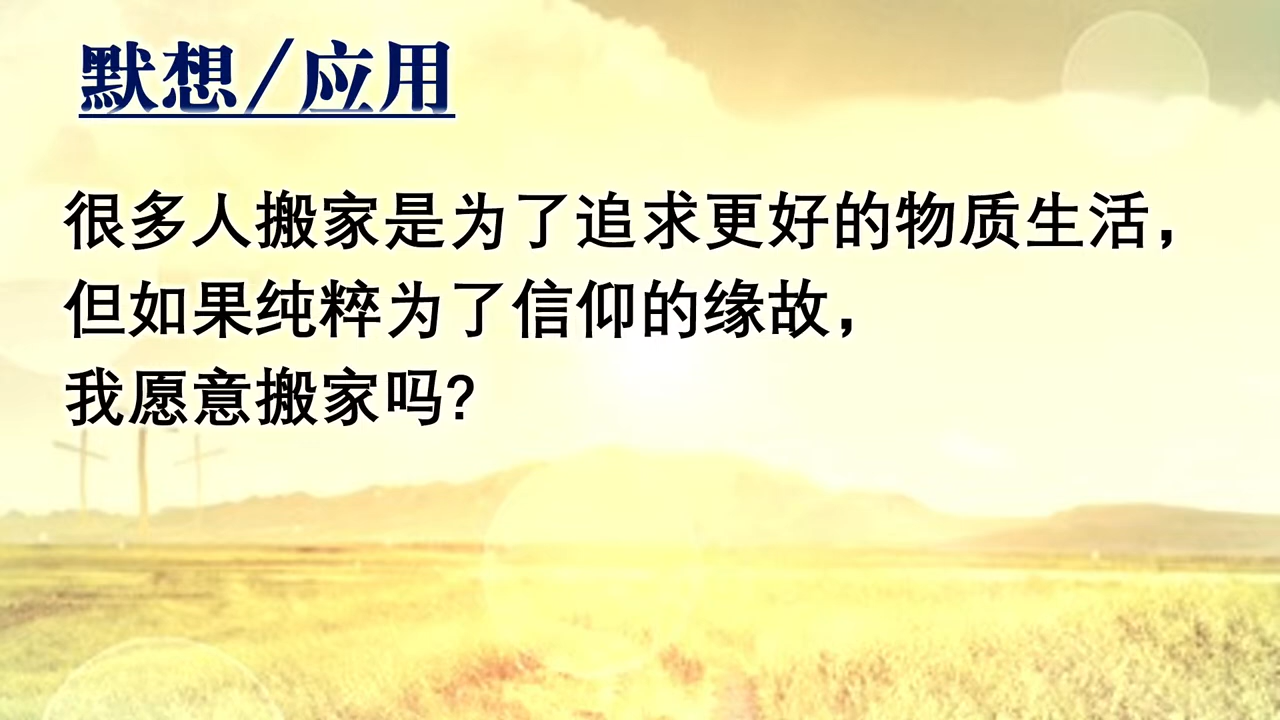 默想/应用
很多人搬家是为了追求更好的物质生活，
但如果纯粹为了信仰的缘故，
我愿意搬家吗?